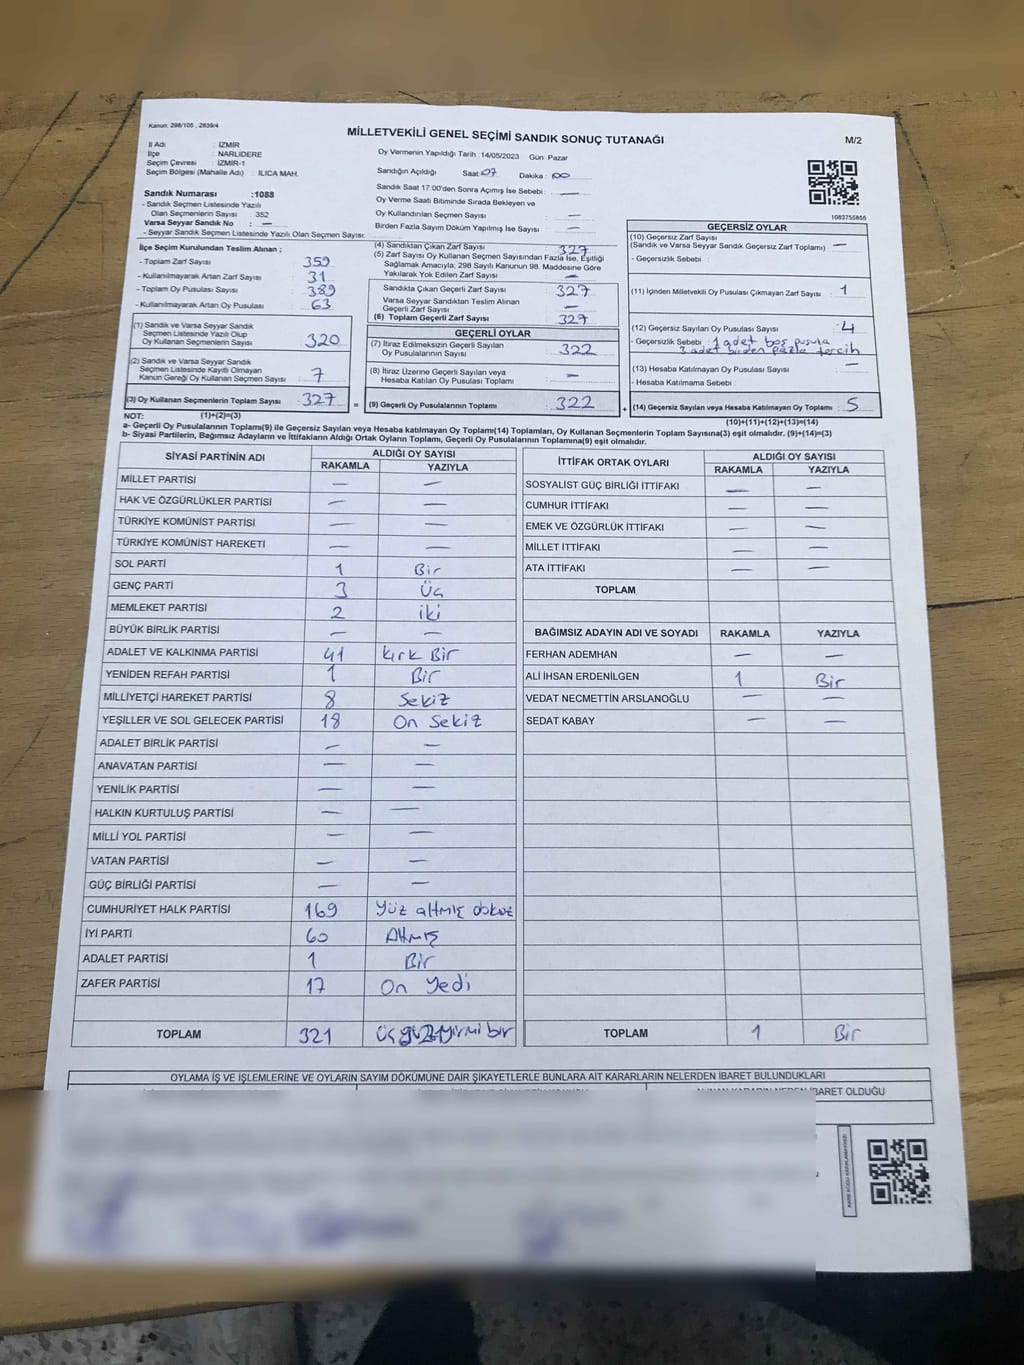 Kanun: 298/105 , 2839/4
MİLLETVEKİLİ GENEL SEÇİMİ SANDIK SONUÇ TUTANAĞI
M/2
İl Adı : İZMİR
İlçe : NARLIDERE
Seçim Çevresi : İZMİR-1
Seçim Bölgesi (Mahalle Adı) : ILICA MAH.
Sandık Numarası :1088
- Sandık Seçmen Listesinde Yazılı
Olan Seçmenlerin Sayısı : 352
Varsa Seyyar Sandık No : —
- Seyyar Sandık Seçmen Listesinde Yazılı Olan Seçmen Sayısı:
Oy Vermenin Yapıldığı Tarih :14/05/2023 Gün: Pazar
Sandığın Açıldığı Saat:07 Dakika: 00
Sandık Saat 17:00'den Sonra Açılmış İse Sebebi : —
Oy Verme Saati Bitiminde Sırada Bekleyen ve
Oy Kullandırılan Seçmen Sayısı : —
Birden Fazla Sayım Döküm Yapılmış İse Sayısı : —
1083755855
İlçe Seçim Kurulundan Teslim Alınan ;
- Toplam Zarf Sayısı : 359
- Kullanılmayarak Artan Zarf Sayısı : 31
- Toplam Oy Pusulası Sayısı : 389
- Kullanılmayarak Artan Oy Pusulası : 63
(1) Sandık ve Varsa Seyyar Sandık
Seçmen Listesinde Yazılı Olup
Oy Kullanan Seçmenlerin Sayısı : 320
(2) Sandık ve Varsa Seyyar Sandık
Seçmen Listesinde Kayıtlı Olmayan
Kanun Gereği Oy Kullanan Seçmen Sayısı : 7
(3) Oy Kullanan Seçmenlerin Toplam Sayısı : 327
(4) Sandıktan Çıkan Zarf Sayısı : 327
(5) Zarf Sayısı Oy Kullanan Seçmen Sayısından Fazla İse, Eşitliği
Sağlamak Amacıyla; 298 Sayılı Kanunun 98. Maddesine Göre
Yakılarak Yok Edilen Zarf Sayısı : —
Sandıkta Çıkan Geçerli Zarf Sayısı : 327
Varsa Seyyar Sandıktan Teslim Alınan
Geçerli Zarf Sayısı : —
(6) Toplam Geçerli Zarf Sayısı : 327
GEÇERLİ OYLAR
(7) İtiraz Edilmeksizin Geçerli Sayılan
Oy Pusulalarının Sayısı : 322
(8) İtiraz Üzerine Geçerli Sayılan veya
Hesaba Katılan Oy Pusulası Toplamı : —
= (9) Geçerli Oy Pusulalarının Toplamı : 322
GEÇERSİZ OYLAR
(10) Geçersiz Zarf Sayısı
(Sandık ve Varsa Seyyar Sandık Geçersiz Zarf Toplamı) : —
- Geçersizlik Sebebi :
(11) İçinden Milletvekili Oy Pusulası Çıkmayan Zarf Sayısı : 1
(12) Geçersiz Sayılan Oy Pusulası Sayısı : 4
- Geçersizlik Sebebi : 1 adet boş pusula
3 adet birden fazla tercih
(13) Hesaba Katılmayan Oy Pusulası Sayısı : —
- Hesaba Katılmama Sebebi :
+ (14) Geçersiz Sayılan veya Hesaba Katılmayan Oy Toplamı : 5
NOT: (1)+(2)=(3)
(10)+(11)+(12)+(13)=(14)
a- Geçerli Oy Pusulalarının Toplamı(9) ile Geçersiz Sayılan veya Hesaba katılmayan Oy Toplamı(14) Toplamları, Oy Kullanan Seçmenlerin Toplam Sayısına(3) eşit olmalıdır. (9)+(14)=(3)
b- Siyasi Partilerin, Bağımsız Adayların ve İttifakların Aldığı Ortak Oyların Toplamı, Geçerli Oy Pusulalarının Toplamına(9) eşit olmalıdır.
SİYASİ PARTİNİN ADI ALDIĞI OY SAYISI
RAKAMLA YAZIYLA
MİLLET PARTİSİ — —
HAK VE ÖZGÜRLÜKLER PARTİSİ — —
TÜRKİYE KOMÜNİST PARTİSİ — —
TÜRKİYE KOMÜNİST HAREKETİ — —
SOL PARTİ 1 Bir
GENÇ PARTİ 3 Üç
MEMLEKET PARTİSİ 2 iki
BÜYÜK BİRLİK PARTİSİ — —
ADALET VE KALKINMA PARTİSİ 41 Kırk Bir
YENİDEN REFAH PARTİSİ 1 Bir
MİLLİYETÇİ HAREKET PARTİSİ 8 Sekiz
YEŞİLLER VE SOL GELECEK PARTİSİ 18 On Sekiz
ADALET BİRLİK PARTİSİ — —
ANAVATAN PARTİSİ — —
YENİLİK PARTİSİ — —
HALKIN KURTULUŞ PARTİSİ — —
MİLLİ YOL PARTİSİ — —
VATAN PARTİSİ — —
GÜÇ BİRLİĞİ PARTİSİ — —
CUMHURİYET HALK PARTİSİ 169 Yüz altmış dokuz
İYİ PARTİ 60 Altmış
ADALET PARTİSİ 1 Bir
ZAFER PARTİSİ 17 On Yedi
TOPLAM 321 üç yüz yirmi bir
İTTİFAK ORTAK OYLARI ALDIĞI OY SAYISI
RAKAMLA YAZIYLA
SOSYALİST GÜÇ BİRLİĞİ İTTİFAKI — —
CUMHUR İTTİFAKI — —
EMEK VE ÖZGÜRLÜK İTTİFAKI — —
MİLLET İTTİFAKI — —
ATA İTTİFAKI — —
TOPLAM
BAĞIMSIZ ADAYIN ADI VE SOYADI RAKAMLA YAZIYLA
FERHAN ADEMHAN — —
ALİ İHSAN ERDENİLGEN 1 Bir
VEDAT NECMETTİN ARSLANOĞLU — —
SEDAT KABAY — —
TOPLAM 1 Bir
OYLAMA İŞ VE İŞLEMLERİNE VE OYLARIN SAYIM DÖKÜMÜNE DAİR ŞİKAYETLERLE BUNLARA AİT KARARLARIN NELERDEN İBARET BULUNDUKLARI
İBARET OLDUĞU